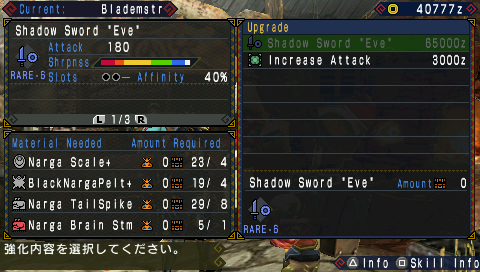 Current: Blademstr
40777z
Shadow Sword "Eve"
Attack 180
Shrpnss
RARE-6
Slots
Affinity 40%
L 1/3 R
Material Needed Amount Required
Narga Scale+ 0 23/ 4
BlackNargaPelt+ 0 19/ 4
Narga TailSpike 0 29/ 8
Narga Brain Stm 0 5/ 1
Upgrade
Shadow Sword "Eve" 65000z
Increase Attack 3000z
Shadow Sword "Eve" Amount 0
RARE-6
強化内容を選択してください。
Info Skill Info